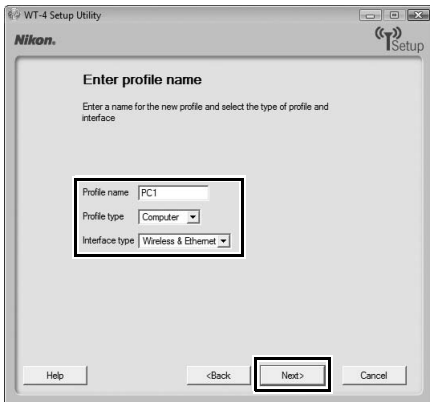 WT-4 Setup Utility
Nikon.
Setup
Enter profile name
Enter a name for the new profile and select the type of profile and
interface
Profile name PC1
Profile type Computer
Interface type Wireless & Ethernet
Help <Back Next> Cancel